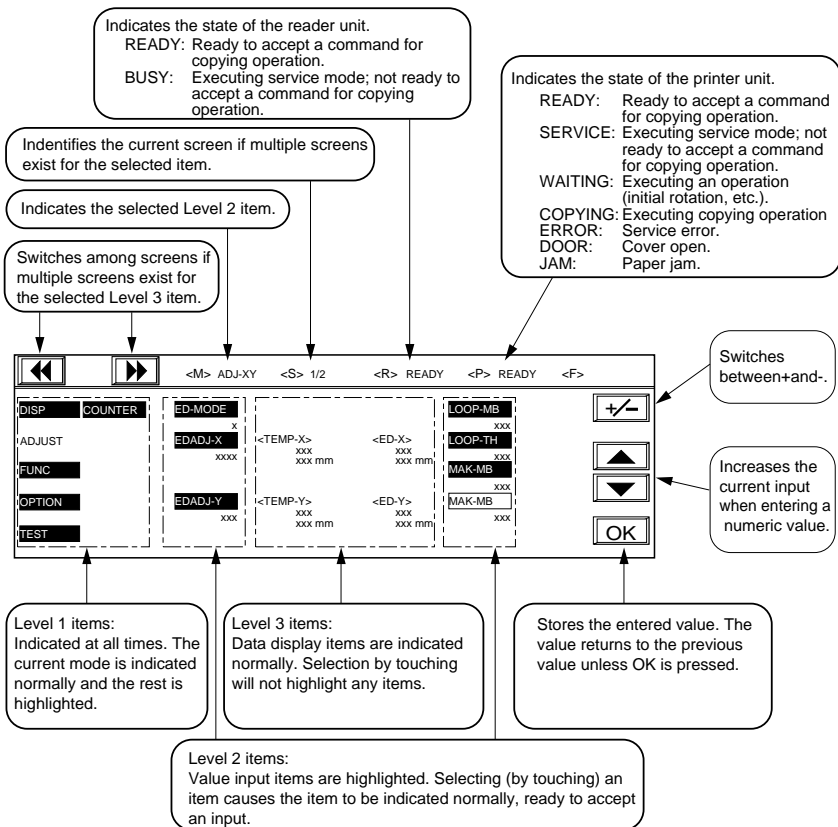 Indicates the state of the reader unit.
READY: Ready to accept a command for
copying operation.
BUSY: Executing service mode; not ready to
accept a command for copying
operation.
Indicates the state of the printer unit.
READY: Ready to accept a command
for copying operation.
SERVICE: Executing service mode; not
ready to accept a command
for copying operation.
WAITING: Executing an operation
(initial rotation, etc.).
COPYING: Executing copying operation
ERROR: Service error.
DOOR: Cover open.
JAM: Paper jam.
Indentifies the current screen if multiple screens
exist for the selected item.
Indicates the selected Level 2 item.
Switches among screens if
multiple screens exist for
the selected Level 3 item.
<M> ADJ-XY <S> 1/2 <R> READY <P> READY <F>
Switches
between+and-.
DISP COUNTER
ADJUST
FUNC
OPTION
TEST
ED-MODE
x
EDADJ-X
xxxx
EDADJ-Y
xxx
<TEMP-X>
xxx
xxx mm
<ED-X>
xxx
xxx mm
<TEMP-Y>
xxx
xxx mm
<ED-Y>
xxx
xxx mm
LOOP-MB
xxx
LOOP-TH
xxx
MAK-MB
xxx
MAK-MB
xxx
+/−
OK
Increases the
current input
when entering a
numeric value.
Level 1 items:
Indicated at all times. The
current mode is indicated
normally and the rest is
highlighted.
Level 3 items:
Data display items are indicated
normally. Selection by touching
will not highlight any items.
Stores the entered value. The
value returns to the previous
value unless OK is pressed.
Level 2 items:
Value input items are highlighted. Selecting (by touching) an
item causes the item to be indicated normally, ready to accept
an input.